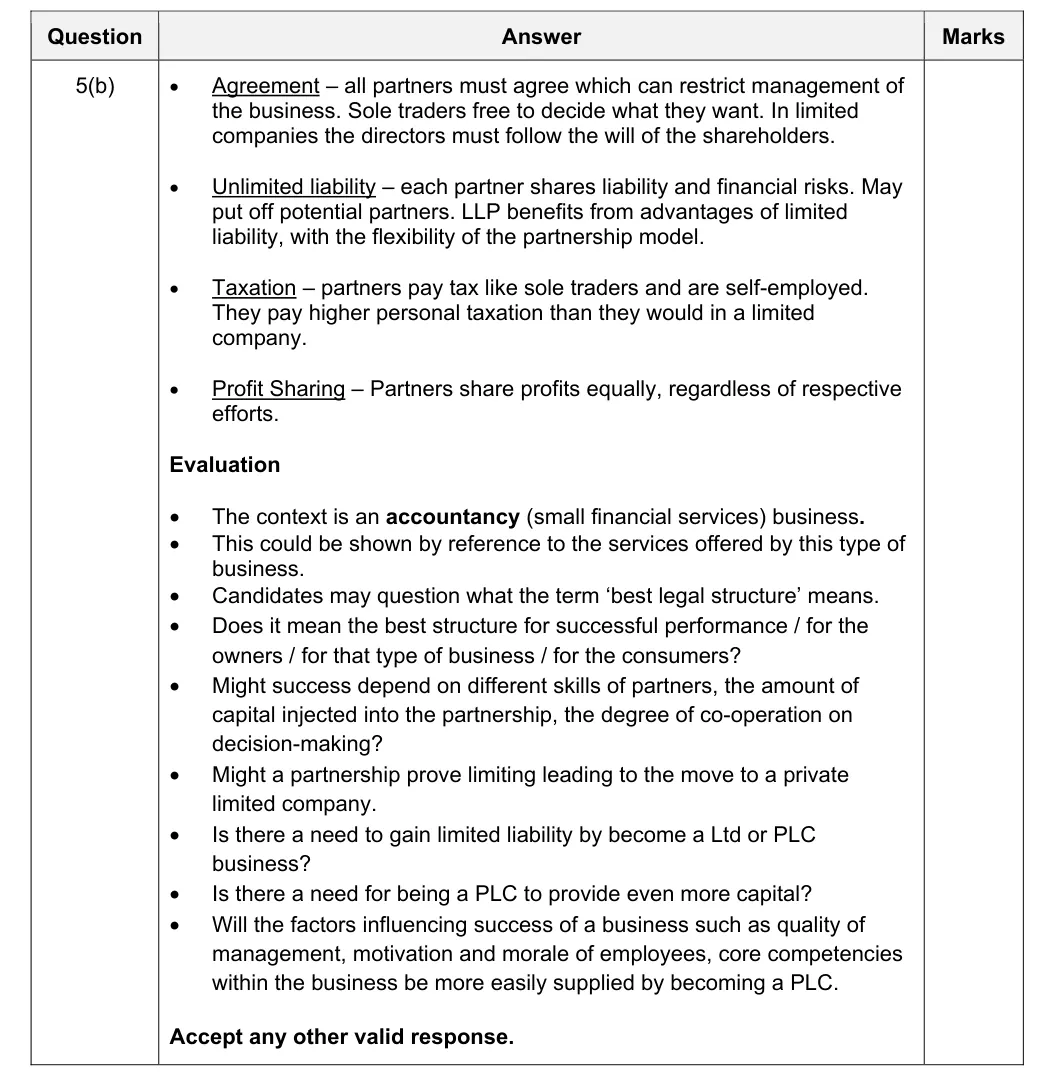 Question Answer Marks
5(b) • Agreement – all partners must agree which can restrict management of
the business. Sole traders free to decide what they want. In limited
companies the directors must follow the will of the shareholders.
• Unlimited liability – each partner shares liability and financial risks. May
put off potential partners. LLP benefits from advantages of limited
liability, with the flexibility of the partnership model.
• Taxation – partners pay tax like sole traders and are self-employed.
They pay higher personal taxation than they would in a limited
company.
• Profit Sharing – Partners share profits equally, regardless of respective
efforts.
Evaluation
• The context is an accountancy (small financial services) business.
• This could be shown by reference to the services offered by this type of
business.
• Candidates may question what the term ‘best legal structure’ means.
• Does it mean the best structure for successful performance / for the
owners / for that type of business / for the consumers?
• Might success depend on different skills of partners, the amount of
capital injected into the partnership, the degree of co-operation on
decision-making?
• Might a partnership prove limiting leading to the move to a private
limited company.
• Is there a need to gain limited liability by become a Ltd or PLC
business?
• Is there a need for being a PLC to provide even more capital?
• Will the factors influencing success of a business such as quality of
management, motivation and morale of employees, core competencies
within the business be more easily supplied by becoming a PLC.
Accept any other valid response.